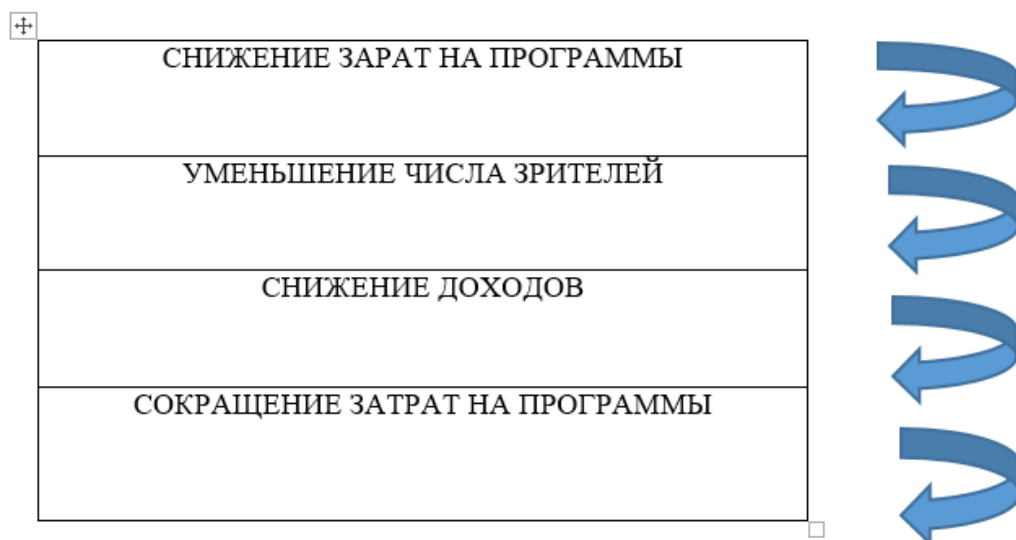 СНИЖЕНИЕ ЗАРАТ НА ПРОГРАММЫ
УМЕНЬШЕНИЕ ЧИСЛА ЗРИТЕЛЕЙ
СНИЖЕНИЕ ДОХОДОВ
СОКРАЩЕНИЕ ЗАТРАТ НА ПРОГРАММЫ